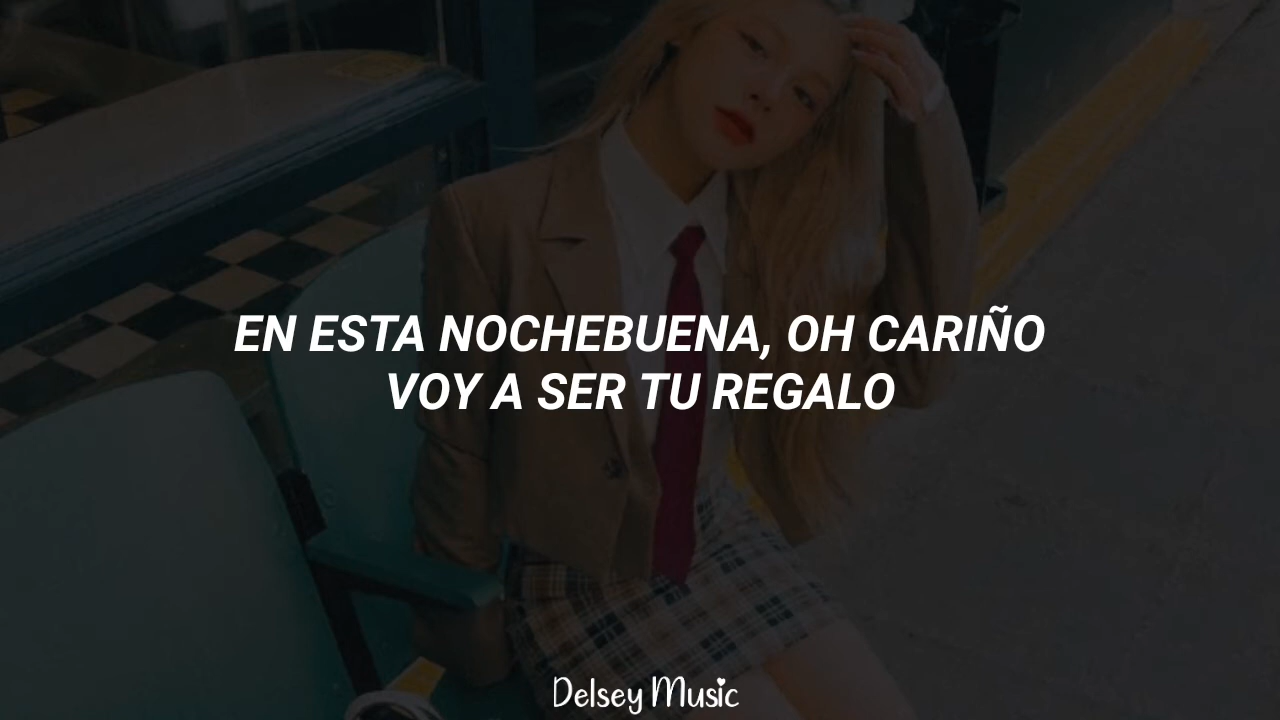 EN ESTA NOCHEBUENA, OH CARIÑO
VOY A SER TU REGALO
Delsey Music